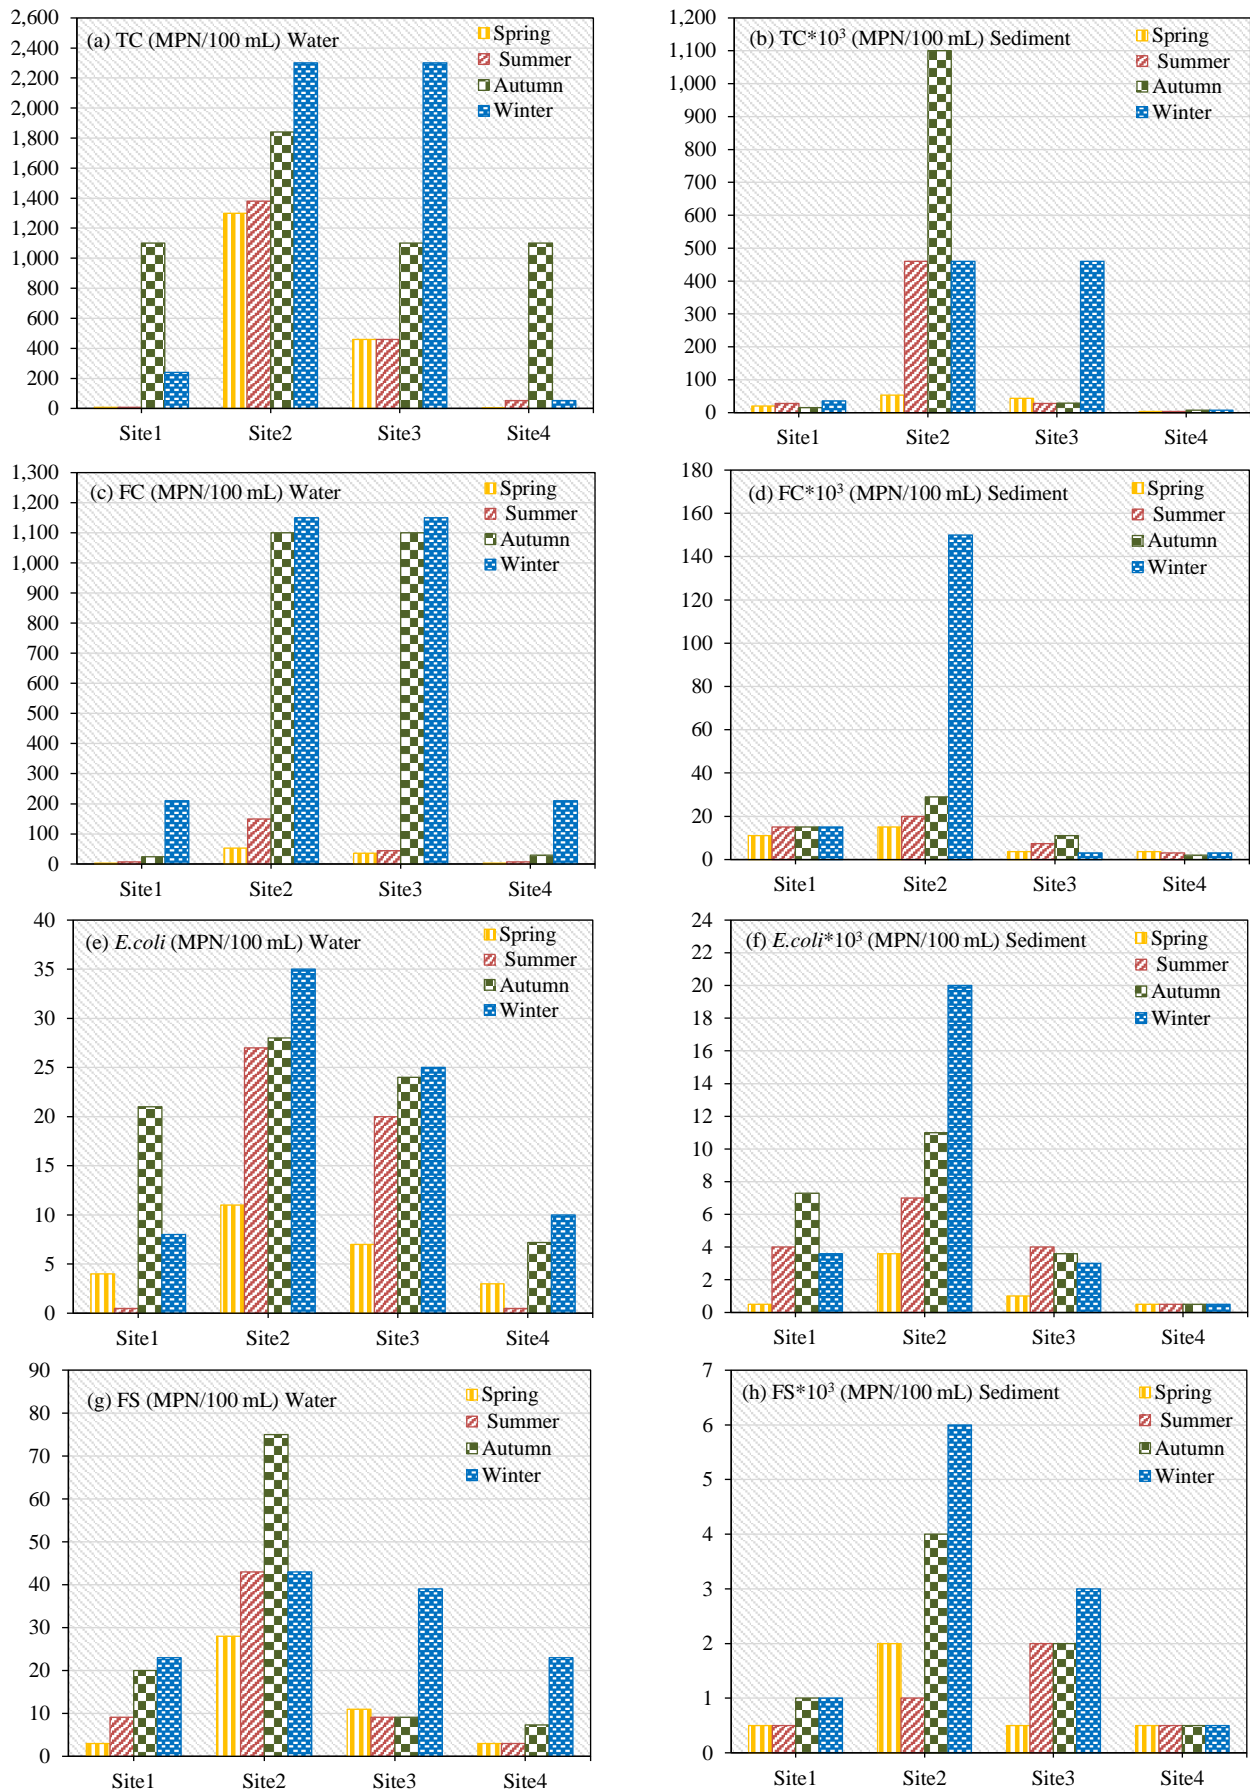 (a) TC (MPN/100 mL) Water
Spring
Summer
Autumn
Winter
2,600
2,400
2,200
2,000
1,800
1,600
1,400
1,200
1,000
800
600
400
200
0
Site1 Site2 Site3 Site4
(b) TC*10³ (MPN/100 mL) Sediment
Spring
Summer
Autumn
Winter
1,200
1,100
1,000
900
800
700
600
500
400
300
200
100
0
Site1 Site2 Site3 Site4
(c) FC (MPN/100 mL) Water
Spring
Summer
Autumn
Winter
1,300
1,200
1,100
1,000
900
800
700
600
500
400
300
200
100
0
Site1 Site2 Site3 Site4
(d) FC*10³ (MPN/100 mL) Sediment
Spring
Summer
Autumn
Winter
180
160
140
120
100
80
60
40
20
0
Site1 Site2 Site3 Site4
(e) E.coli (MPN/100 mL) Water
Spring
Summer
Autumn
Winter
40
35
30
25
20
15
10
5
0
Site1 Site2 Site3 Site4
(f) E.coli*10³ (MPN/100 mL) Sediment
Spring
Summer
Autumn
Winter
24
22
20
18
16
14
12
10
8
6
4
2
0
Site1 Site2 Site3 Site4
(g) FS (MPN/100 mL) Water
Spring
Summer
Autumn
Winter
90
80
70
60
50
40
30
20
10
0
Site1 Site2 Site3 Site4
(h) FS*10³ (MPN/100 mL) Sediment
Spring
Summer
Autumn
Winter
7
6
5
4
3
2
1
0
Site1 Site2 Site3 Site4